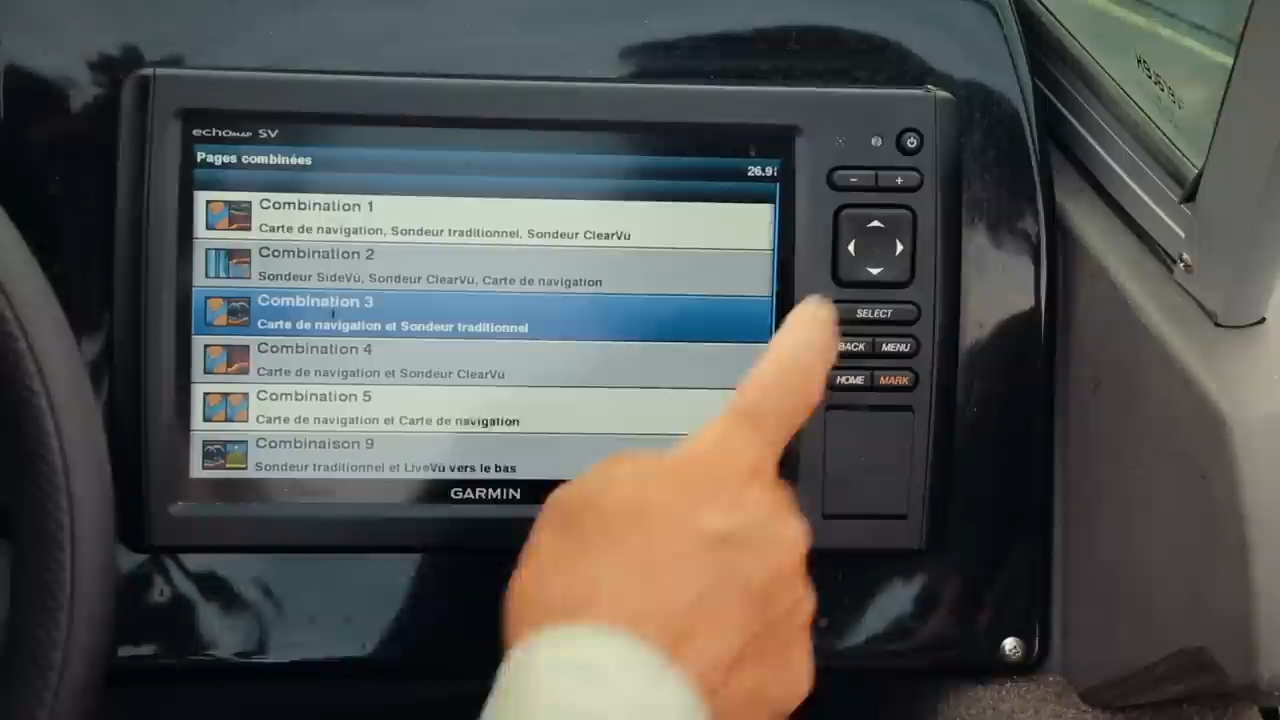 echoMAP SV
Pages combinées
26.9
Combination 1
Carte de navigation, Sondeur traditionnel, Sondeur ClearVü
Combination 2
Sondeur SideVü, Sondeur ClearVü, Carte de navigation
Combination 3
Carte de navigation et Sondeur traditionnel
Combination 4
Carte de navigation et Sondeur ClearVü
Combination 5
Carte de navigation et Carte de navigation
Combinaison 9
Sondeur traditionnel et LiveVü vers le bas
GARMIN
SELECT
BACK MENU
HOME MARK